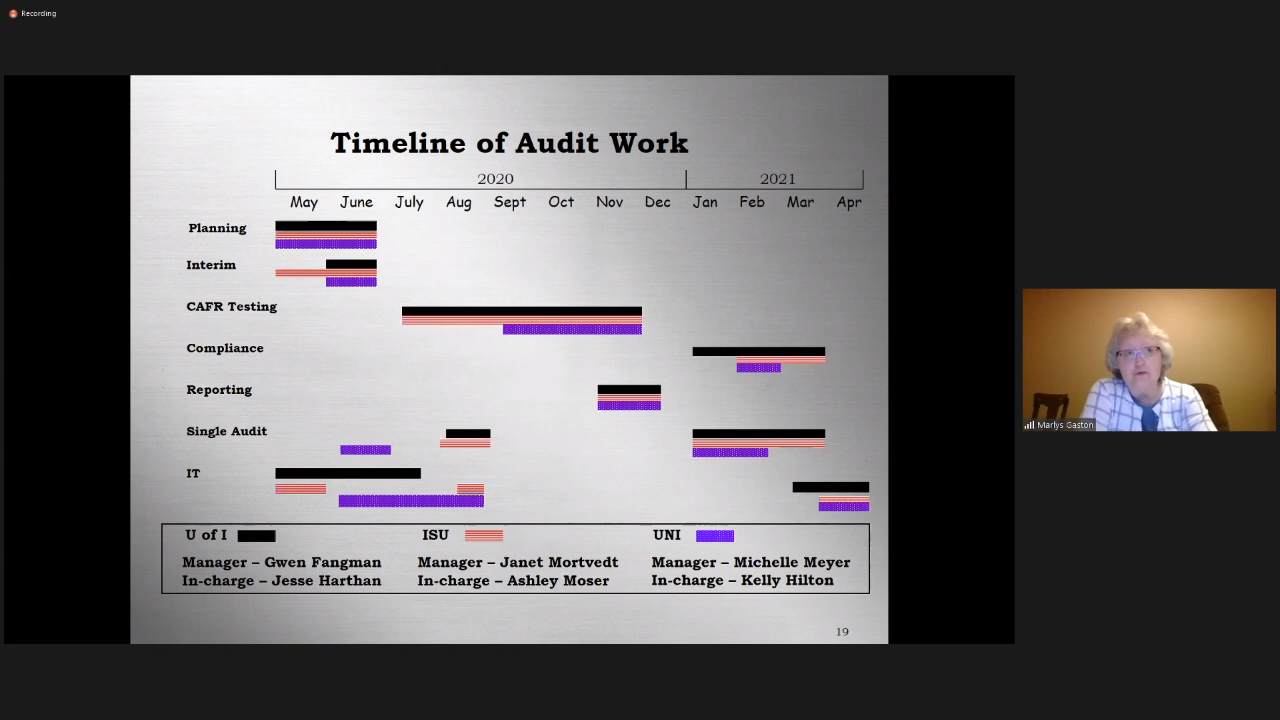 Recording
Timeline of Audit Work
2020 2021
May June July Aug Sept Oct Nov Dec Jan Feb Mar Apr
Planning
Interim
CAFR Testing
Compliance
Reporting
Single Audit
IT
U of I ISU UNI
Manager – Gwen Fangman Manager – Janet Mortvedt Manager – Michelle Meyer
In-charge – Jesse Harthan In-charge – Ashley Moser In-charge – Kelly Hilton
19
Marlys Gaston